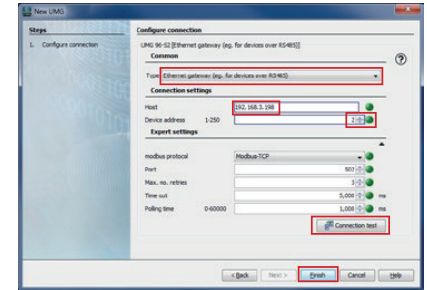 New UMG
Steps
1. Configure connection
Configure connection
UMG 96-S2 [Ethernet gateway (eg. for devices over RS485)]
Common
Type Ethernet gateway (eg. for devices over RS485)
Connection settings
Host 192.168.3.198
Device address 1-250 2
Expert settings
modbus protocol Modbus-TCP
Port 502
Max. no. retries 3
Time out 5,000 ms
Polling time 0-60000 1,000 ms
Connection test
< Back Next > Finish Cancel Help